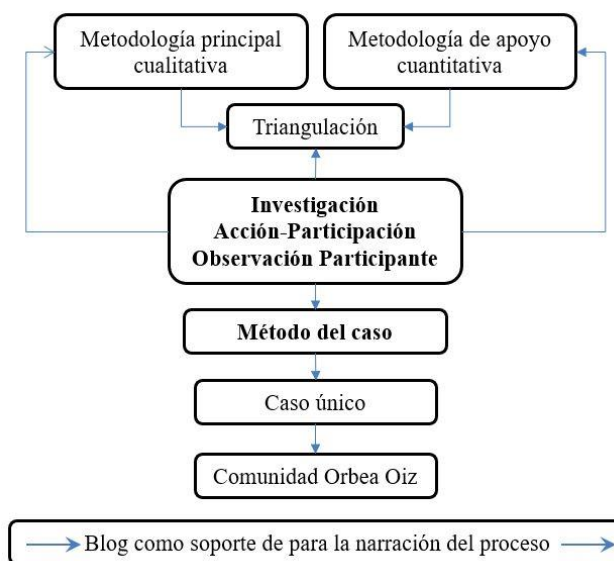 Metodología principal
cualitativa
Metodología de apoyo
cuantitativa
Triangulación
Investigación
Acción-Participación
Observación Participante
Método del caso
Caso único
Comunidad Orbea Oiz
Blog como soporte de para la narración del proceso